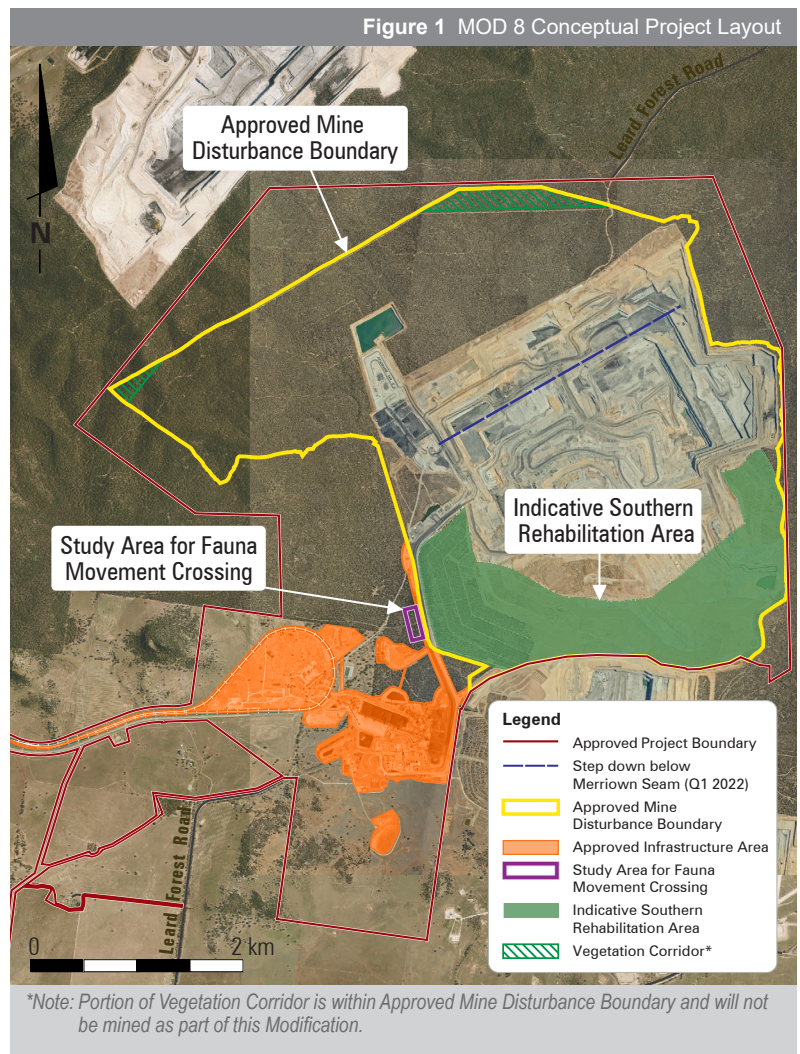 Figure 1 MOD 8 Conceptual Project Layout
Leard Forest Road
Approved Mine
Disturbance Boundary
N
Indicative Southern
Rehabilitation Area
Study Area for Fauna
Movement Crossing
Legend
Approved Project Boundary
Step down below
Merriown Seam (Q1 2022)
Approved Mine
Disturbance Boundary
Approved Infrastructure Area
Study Area for Fauna
Movement Crossing
Indicative Southern
Rehabilitation Area
Vegetation Corridor*
Leard Forest Road
0 2 km
*Note: Portion of Vegetation Corridor is within Approved Mine Disturbance Boundary and will not
be mined as part of this Modification.